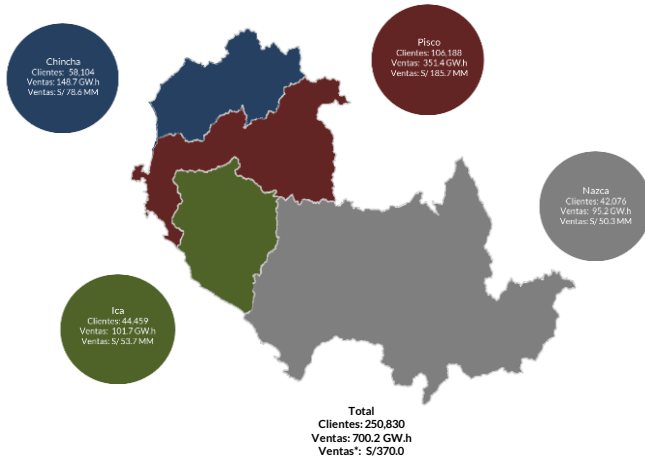 Chincha
Clientes: 58,104
Ventas: 148.7 GW.h
Ventas: S/ 78.6 MM
Pisco
Clientes: 106,188
Ventas: 351.4 GW.h
Ventas: S/ 185.7 MM
Nazca
Clientes: 42,076
Ventas: 95.2 GW.h
Ventas: S/ 50.3 MM
Ica
Clientes: 44,459
Ventas: 101.7 GW.h
Ventas: S/ 53.7 MM
Total
Clientes: 250,830
Ventas: 700.2 GW.h
Ventas*: S/370.0